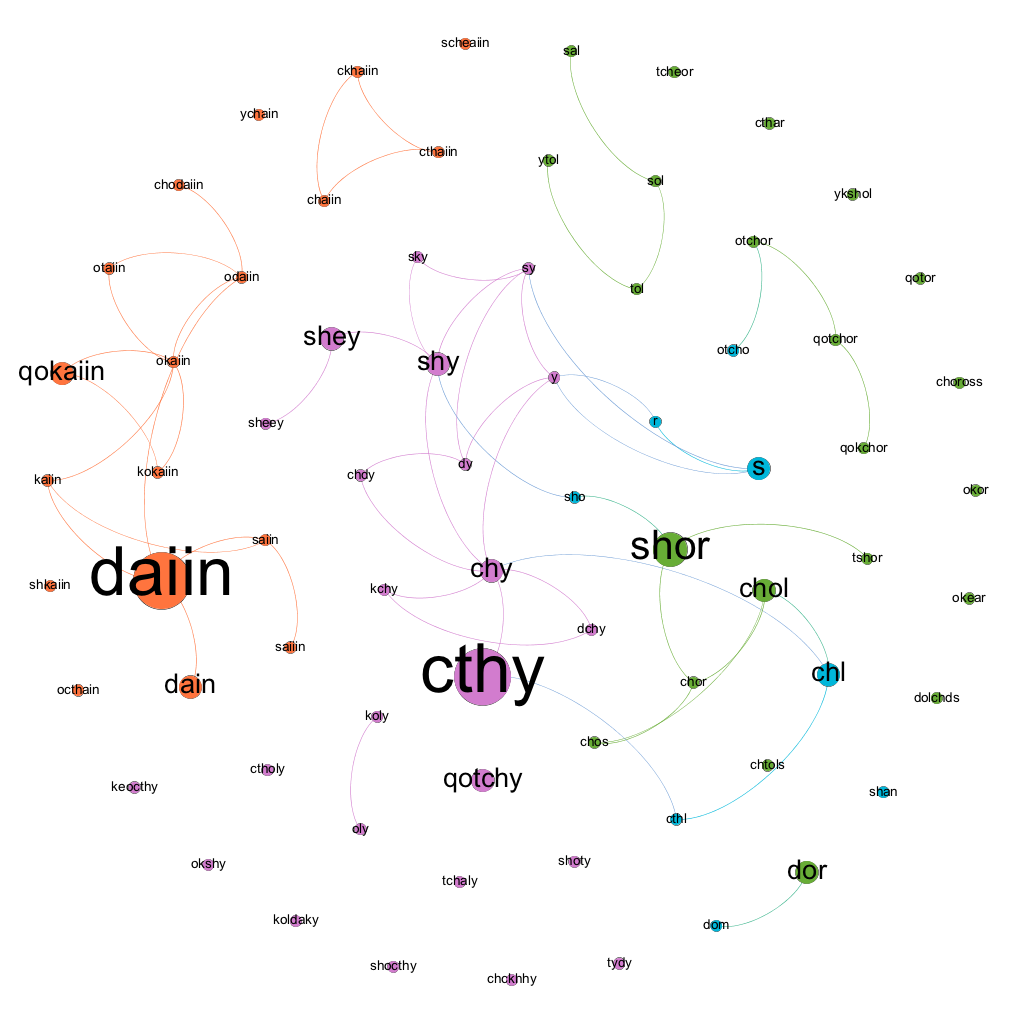 scheaiin
sal
ckhaiin
tcheor
ychain
cthar
cthaiin
ytol
chodaiin
sol
ykshol
chaiin
otchor
sky
otaiin
sy
odaiin
qotor
tol
shey
qotchor
otcho
shy
okaiin
qokaiin
y
choross
sheey
r
qokchor
dy
s
kokaiin
chdy
kaiin
okor
sho
saiin
shor
tshor
chy
daiin
shkaiin
kchy
chol
okear
dchy
saiiin
cthy
chl
dain
chor
octhain
dolchds
koly
chos
ctholy
chtols
qotchy
keocthy
shan
cthl
oly
shoty
okshy
dor
tchaly
koldaky
dom
tydy
shocthy
chckhhy